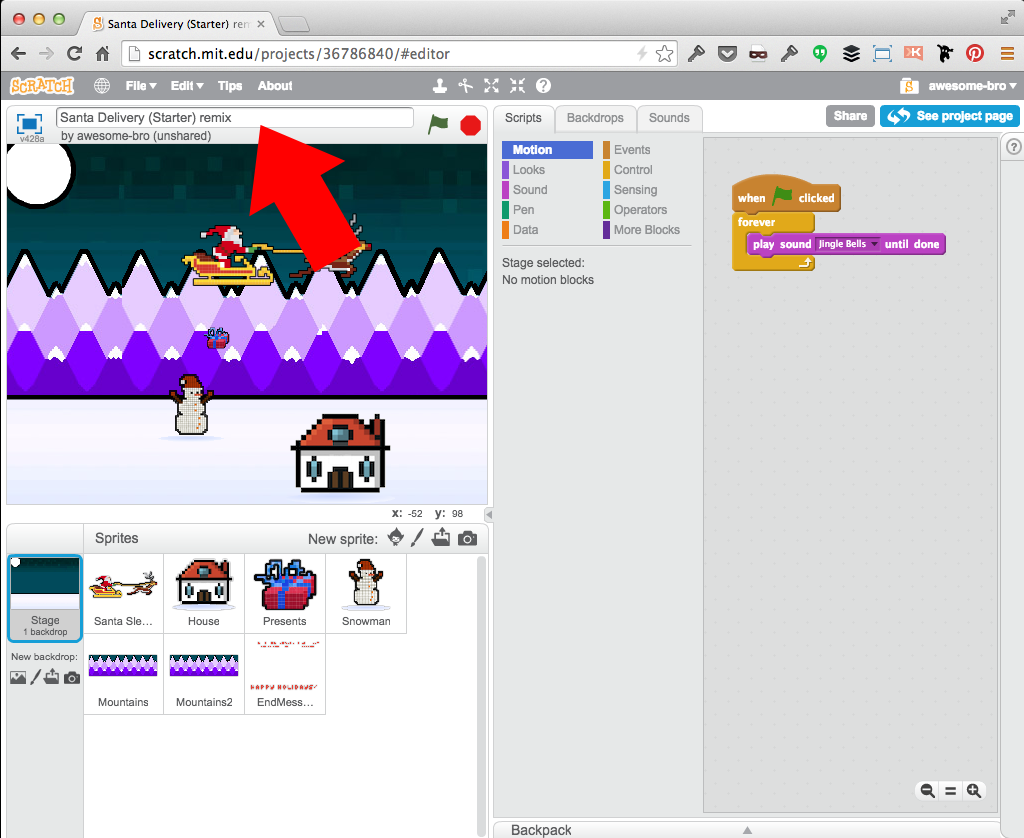 Santa Delivery (Starter) rem
scratch.mit.edu/projects/36786840/#editor
SCRATCH File Edit Tips About awesome-bro
Santa Delivery (Starter) remix
v428a by awesome-bro (unshared)
Scripts Backdrops Sounds Share See project page
Motion Events
Looks Control
Sound Sensing
Pen Operators
Data More Blocks
Stage selected:
No motion blocks
when clicked
forever
play sound Jingle Bells until done
x: -52 y: 98
Sprites New sprite:
Stage
1 backdrop
New backdrop:
Santa Sle... House Presents Snowman
Mountains Mountains2 EndMess...
HAPPY HOLIDAYS!
Backpack